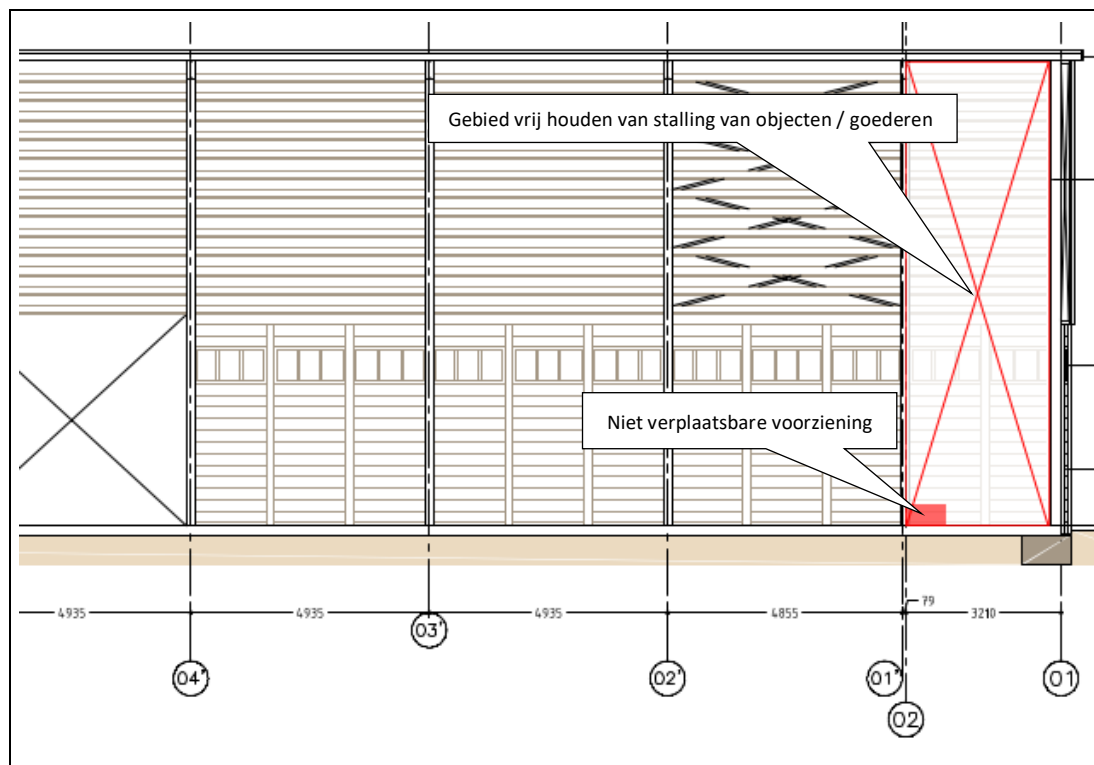 Gebied vrij houden van stalling van objecten / goederen
Niet verplaatsbare voorziening
4935 4935 4935 4855 79 3210
03'
04' 02' 01' 01
02